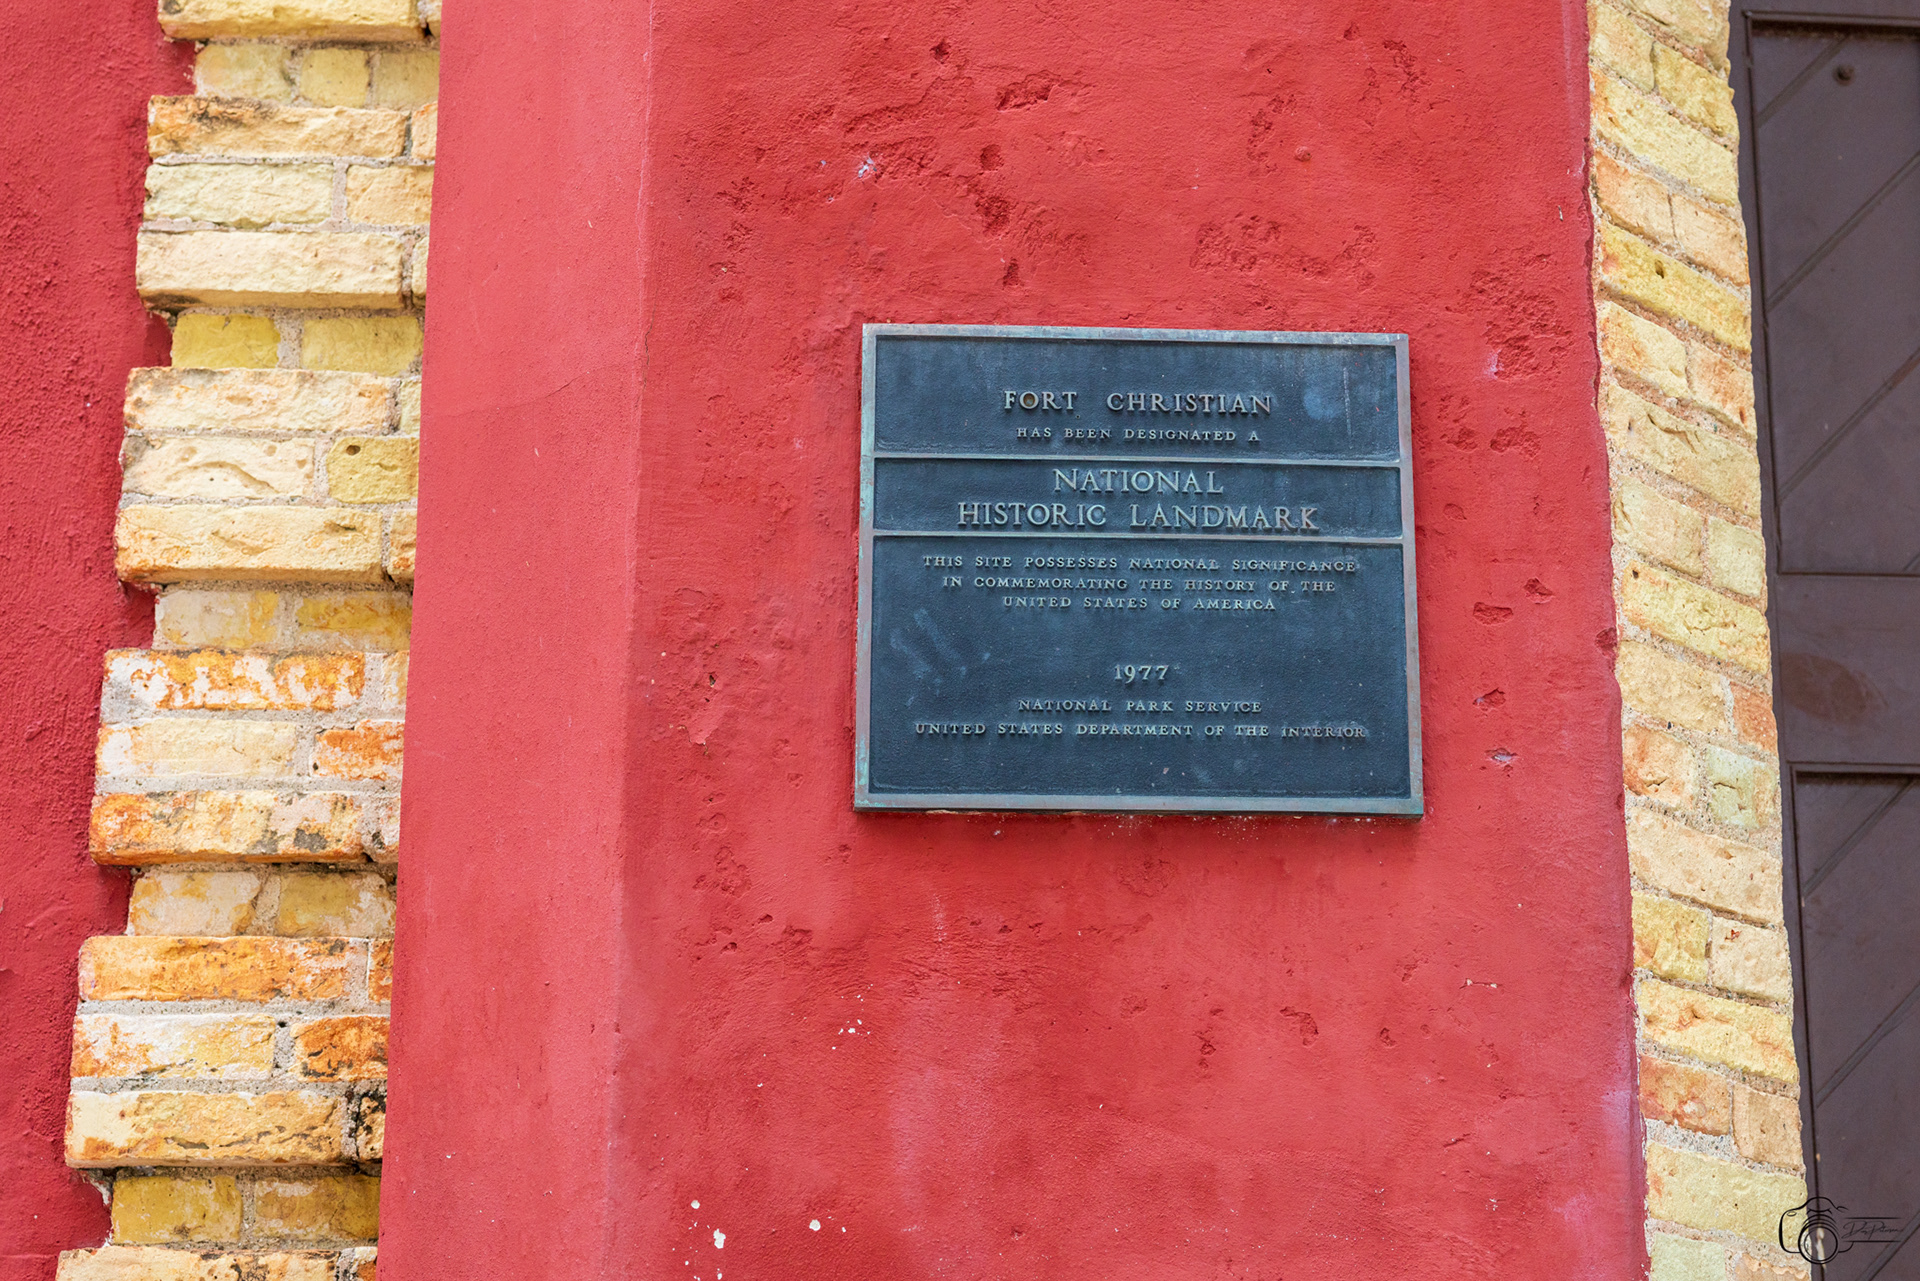 FORT CHRISTIAN
HAS BEEN DESIGNATED A
NATIONAL
HISTORIC LANDMARK
THIS SITE POSSESSES NATIONAL SIGNIFICANCE
IN COMMEMORATING THE HISTORY OF THE
UNITED STATES OF AMERICA
1977
NATIONAL PARK SERVICE
UNITED STATES DEPARTMENT OF THE INTERIOR